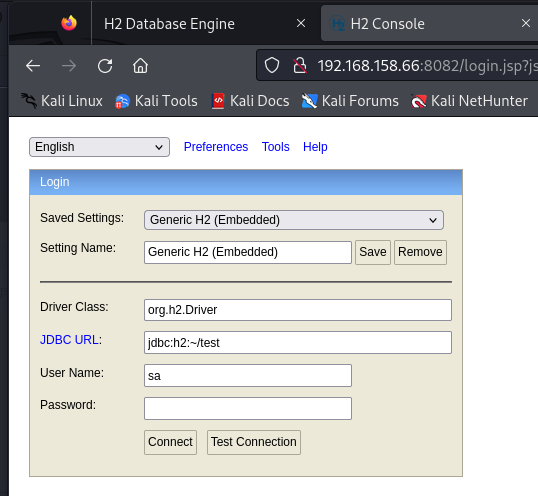 H2 Database Engine
H2 Console
192.168.158.66:8082/login.jsp?js
Kali Linux Kali Tools Kali Docs Kali Forums Kali NetHunter
English Preferences Tools Help
Login
Saved Settings: Generic H2 (Embedded)
Setting Name: Generic H2 (Embedded) Save Remove
Driver Class: org.h2.Driver
JDBC URL: jdbc:h2:~/test
User Name: sa
Password:
Connect Test Connection